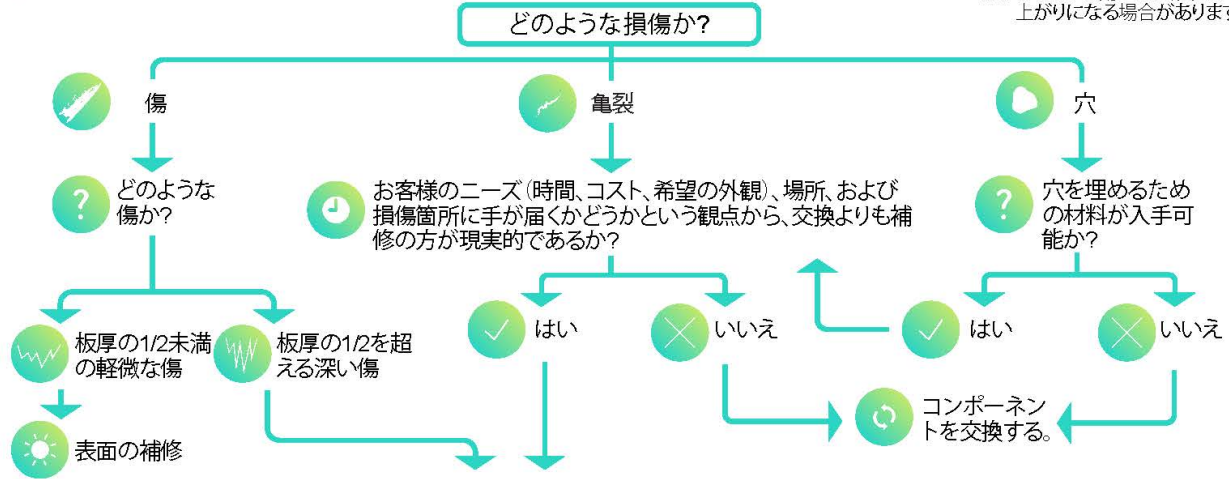 上がりになる場合があります
どのような損傷か?
傷
亀裂
穴
どのような
傷か?
お客様のニーズ（時間、コスト、希望の外観）、場所、および
損傷箇所に手が届くかどうかという観点から、交換よりも補
修の方が現実的であるか?
穴を埋めるため
の材料が入手可
能か?
板厚の1/2未満
の軽微な傷
板厚の1/2を超
える深い傷
はい
いいえ
はい
いいえ
表面の補修
コンポーネン
トを交換する。